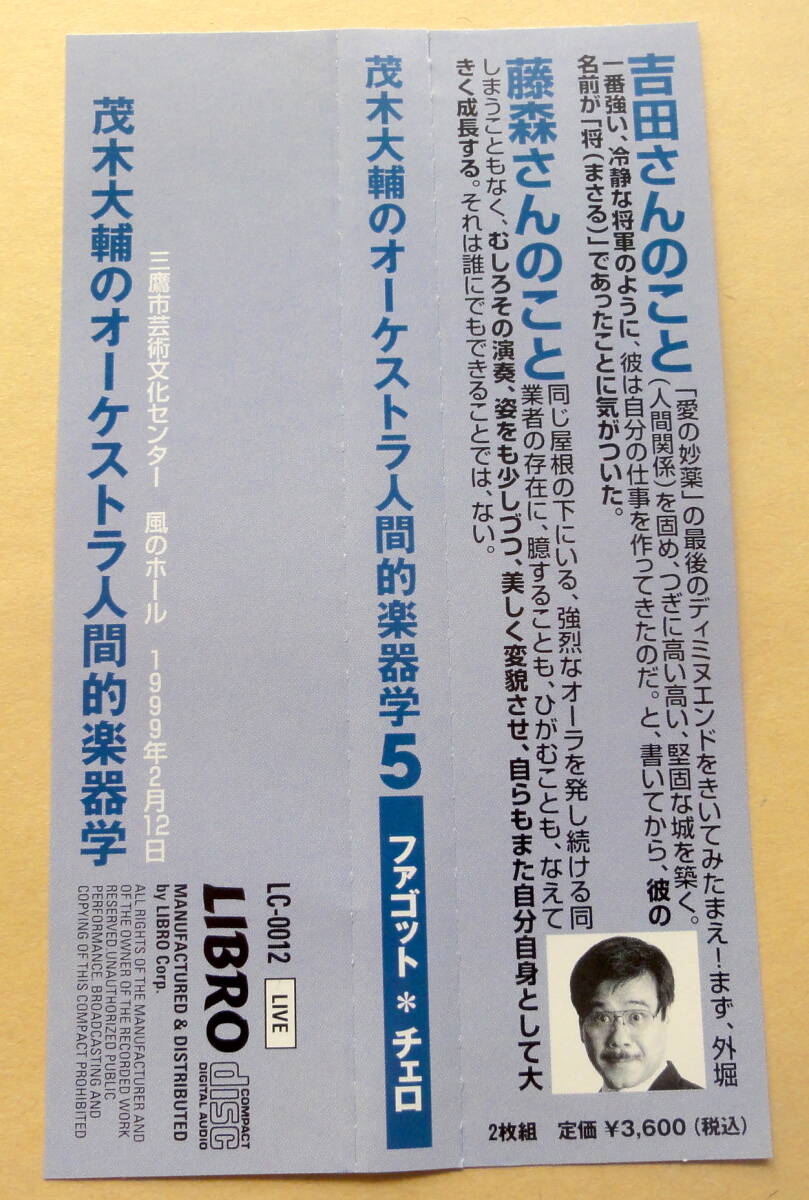 吉田さんのこと
「愛の妙薬」の最後のディミヌエンドをきいてみたまえ！まず、外堀
（人間関係）を固め、つぎに高い高い、堅固な城を築く。
一番強い、冷静な将軍のように、彼は自分の仕事を作ってきたのだ。と、書いてから、彼の
名前が「将（まさる）」であったことに気がついた。
藤森さんのこと
同じ屋根の下にいる、強烈なオーラを発し続ける同
業者の存在に、臆することも、ひがむことも、なえて
しまうこともなく、むしろその演奏、姿をも少しづつ、美しく変貌させ、自らもまた自分自身として大
きく成長する。それは誰にでもできることでは、ない。
2枚組 定価 ¥3,600（税込）
茂木大輔のオーケストラ人間的楽器学 5 ファゴット＊チェロ
三鷹市芸術文化センター 風のホール 1999年2月12日
茂木大輔のオーケストラ人間的楽器学
LC-0012 LIVE
LIBRO
COMPACT
disc
DIGITAL AUDIO
MANUFACTURED & DISTRIBUTED
by LIBRO Corp.
ALL RIGHTS OF THE MANUFACTURER AND
OF THE OWNER OF THE RECORDED WORK
RESERVED.UNAUTHORIZED PUBLIC
PERFORMANCE. BROADCASTING AND
COPYING OF THIS COMPACT PROHIBITED